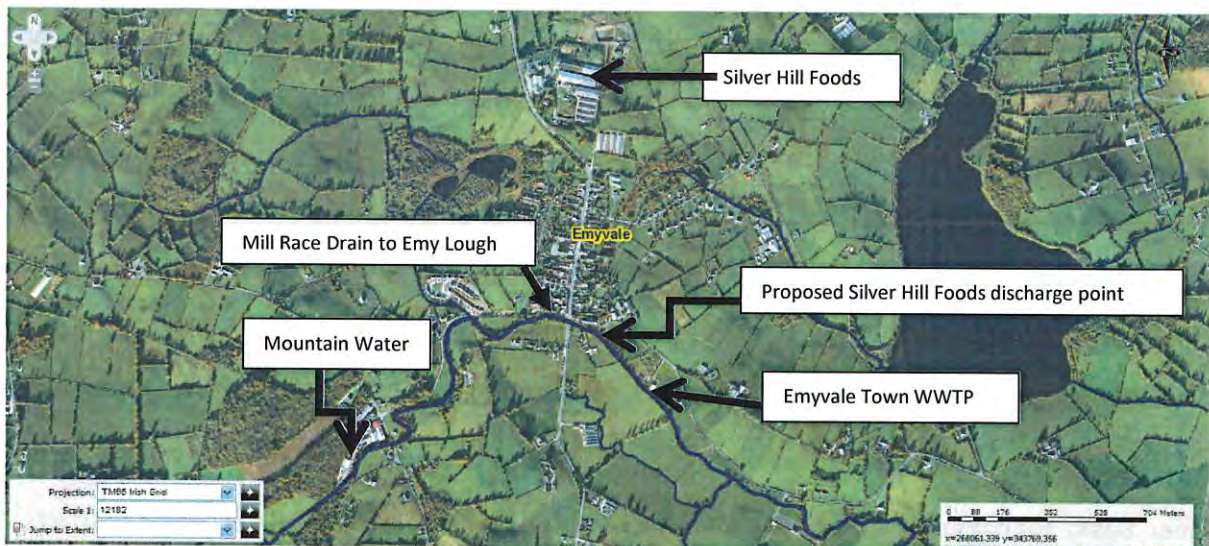 N
Silver Hill Foods
Mill Race Drain to Emy Lough
Emyvale
Proposed Silver Hill Foods discharge point
Mountain Water
Emyvale Town WWTP
Projection: TM65 Irish Grid
Scale 1: 12182
Jump to Extent:
0 88 176 352 528 704 Meters
x=268061.339 y=343769.356